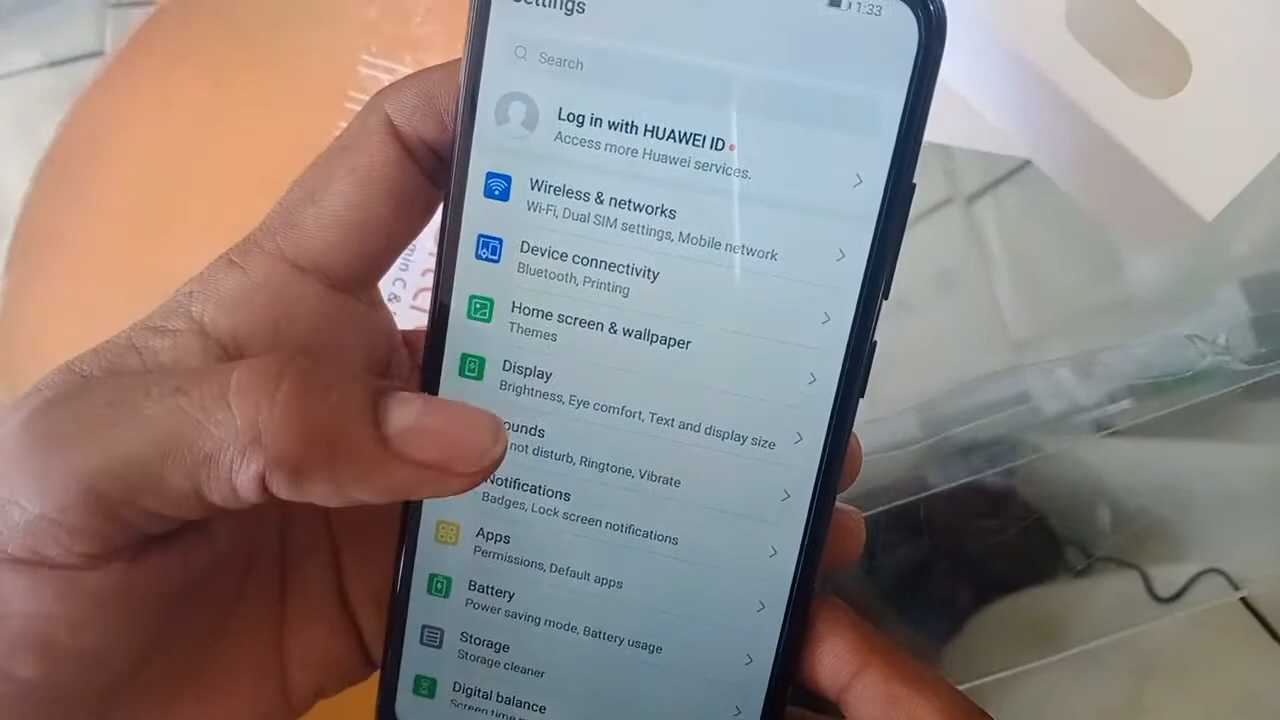 Settings
1:33
Search
Log in with HUAWEI ID
Access more Huawei services.
Wireless & networks
Wi-Fi, Dual SIM settings, Mobile network
Device connectivity
Bluetooth, Printing
Home screen & wallpaper
Themes
Display
Brightness, Eye comfort, Text and display size
ounds
not disturb, Ringtone, Vibrate
Notifications
Badges, Lock screen notifications
Apps
Permissions, Default apps
Battery
Power saving mode, Battery usage
Storage
Storage cleaner
Digital balance
Screen time
min C &